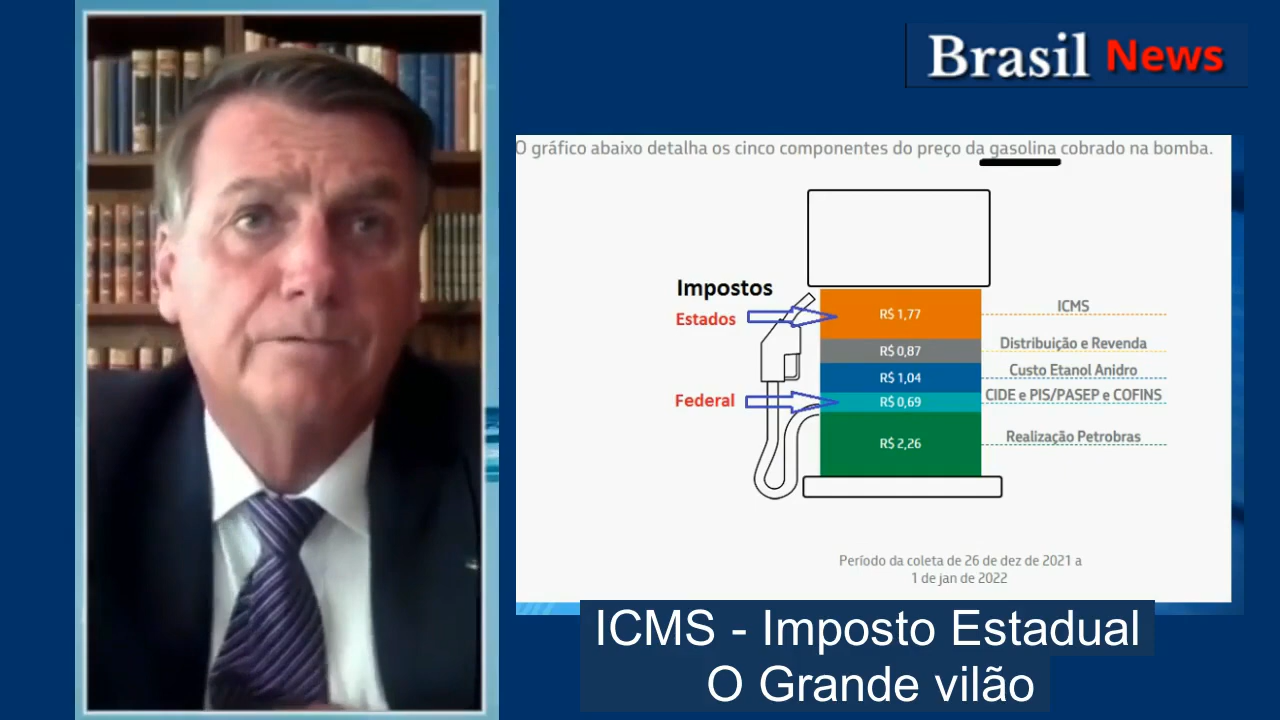 Brasil News
O gráfico abaixo detalha os cinco componentes do preço da gasolina cobrado na bomba.
Impostos
Estados
R$ 1,77
ICMS
R$ 0,87
Distribuição e Revenda
R$ 1,04
Custo Etanol Anidro
Federal
R$ 0,69
CIDE e PIS/PASEP e COFINS
R$ 2,26
Realização Petrobras
Período da coleta de 26 de dez de 2021 a
1 de jan de 2022
ICMS - Imposto Estadual
O Grande vilão